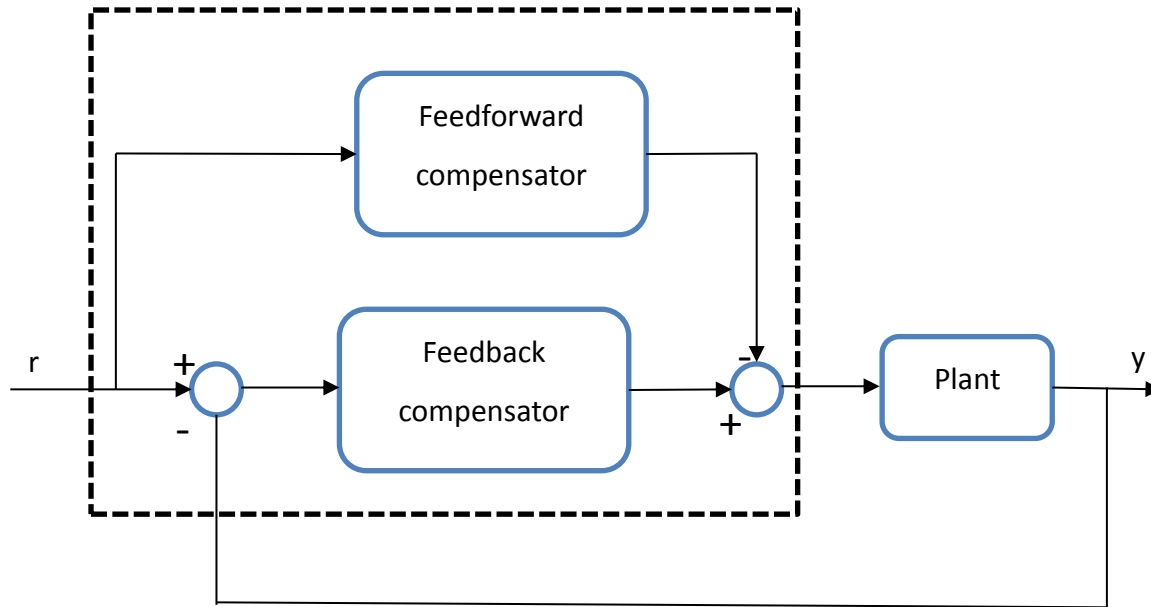 Feedforward
compensator
r
+
-
Feedback
compensator
-
+
Plant
y